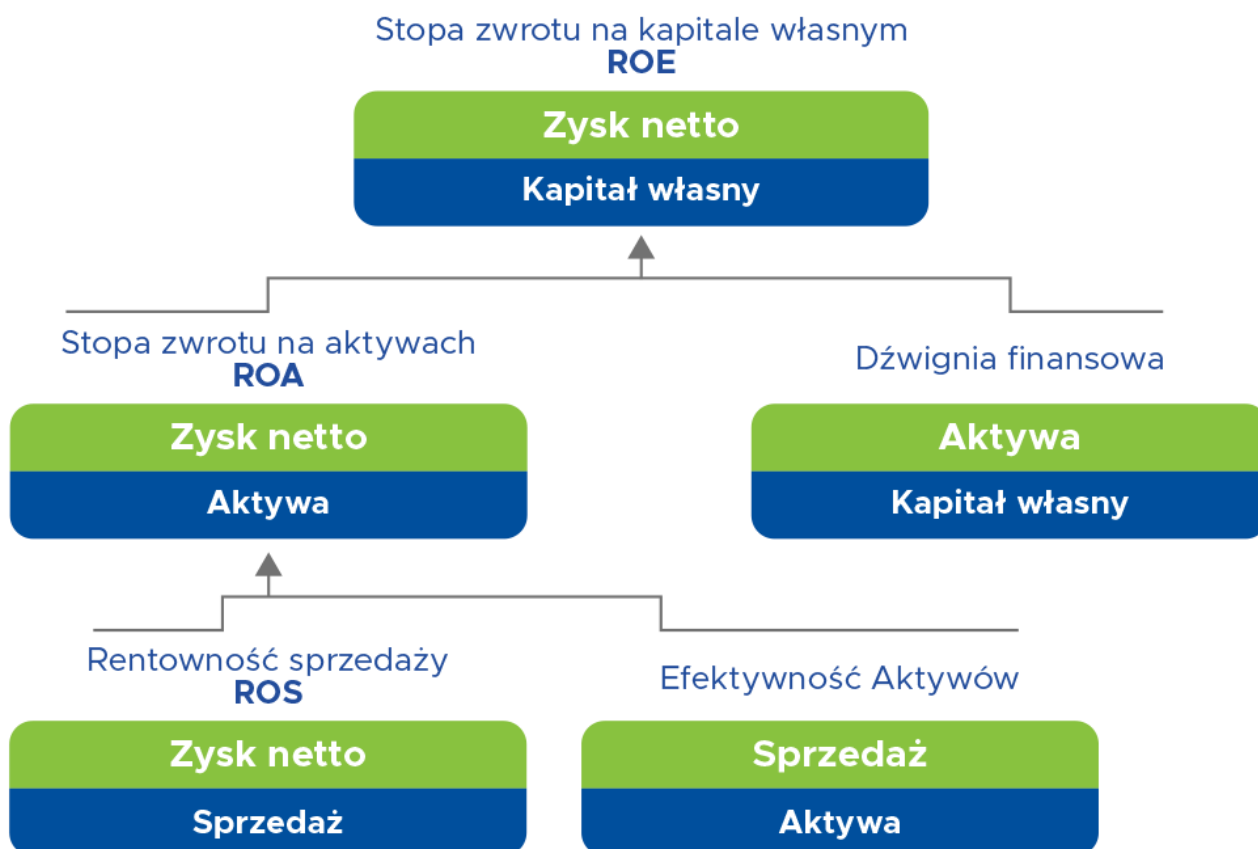 Stopa zwrotu na kapitale własnym
ROE
Zysk netto
Kapitał własny
Stopa zwrotu na aktywach
ROA
Zysk netto
Aktywa
Dźwignia finansowa
Aktywa
Kapitał własny
Rentowność sprzedaży
ROS
Zysk netto
Sprzedaż
Efektywność Aktywów
Sprzedaż
Aktywa